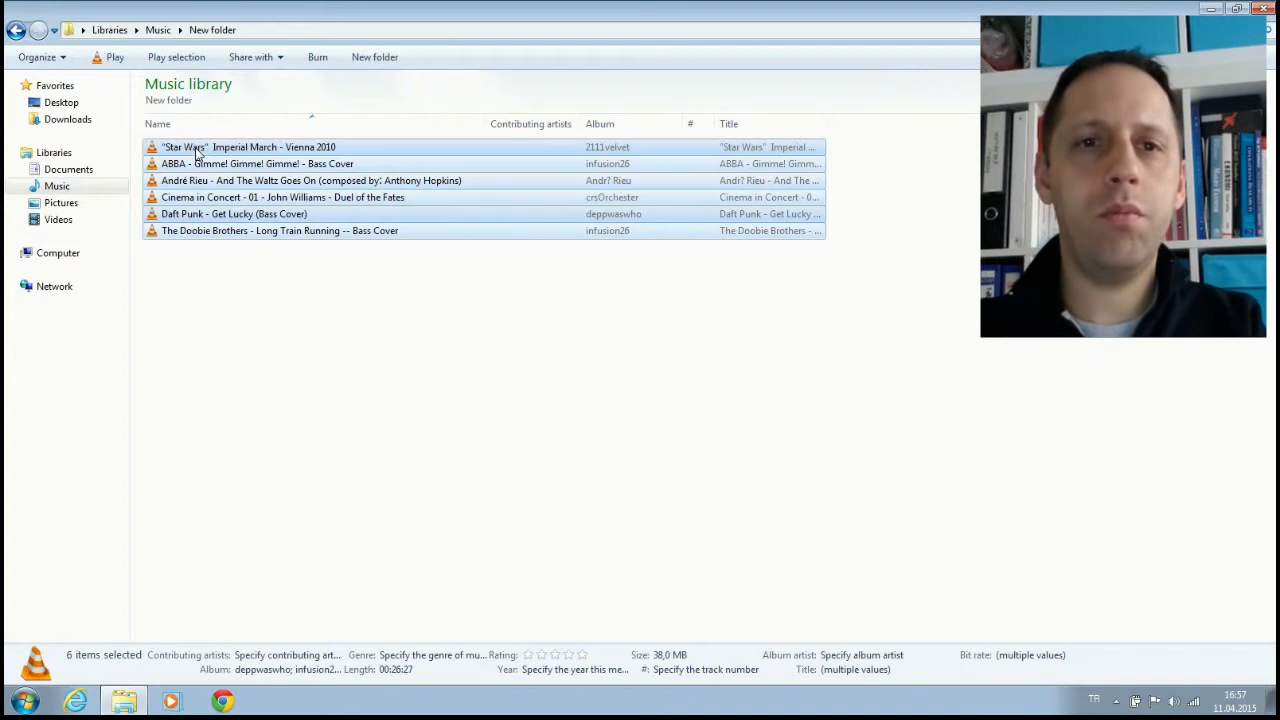 Libraries Music New folder
Organize Play Play selection Share with Burn New folder
Favorites
Desktop
Downloads
Libraries
Documents
Music
Pictures
Videos
Computer
Network
Music library
New folder
Name Contributing artists Album # Title
"Star Wars" Imperial March - Vienna 2010 2111velvet "Star Wars" Imperial ...
ABBA - Gimme! Gimme! Gimme! - Bass Cover infusion26 ABBA - Gimme! Gimm...
André Rieu - And The Waltz Goes On (composed by: Anthony Hopkins) Andr? Rieu Andr? Rieu - And The ...
Cinema in Concert - 01 - John Williams - Duel of the Fates crsOrchester Cinema in Concert - 0...
Daft Punk - Get Lucky (Bass Cover) deppwaswho Daft Punk - Get Lucky ...
The Doobie Brothers - Long Train Running -- Bass Cover infusion26 The Doobie Brothers - ...
6 items selected Contributing artists: Specify contributing art... Genre: Specify the genre of mu... Rating: Size: 38,0 MB Album artist: Specify album artist Bit rate: (multiple values)
Album: deppwaswho; infusion2... Length: 00:26:27 Year: Specify the year this me... #: Specify the track number Title: (multiple values)
TR 16:57
11.04.2015